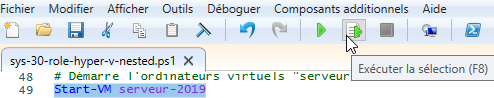 Fichier Modifier Afficher Outils Déboguer Composants additionnels Aide
sys-30-role-hyper-v-nested.ps1 X
Exécuter la sélection (F8)
48 # Démarre l'ordinateurs virtuels "serveur
49 Start-VM serveur-2019